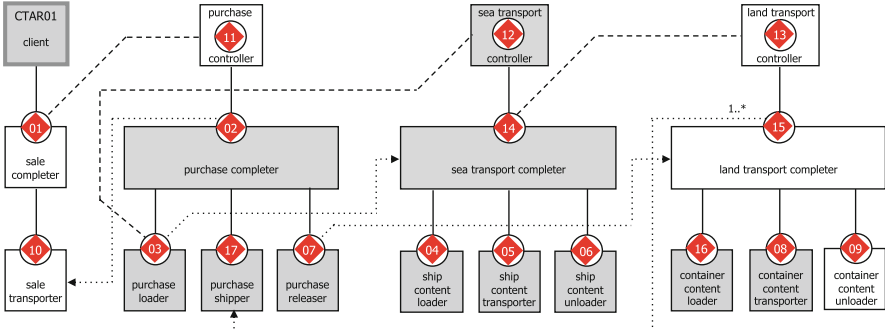 CTAR01
client
purchase
11
controller
sea transport
12
controller
land transport
13
controller
1..*
01
sale
completer
02
purchase completer
14
sea transport completer
15
land transport completer
10
sale
transporter
03
purchase
loader
17
purchase
shipper
07
purchase
releaser
04
ship
content
loader
05
ship
content
transporter
06
ship
content
unloader
16
container
content
loader
08
container
content
transporter
09
container
content
unloader